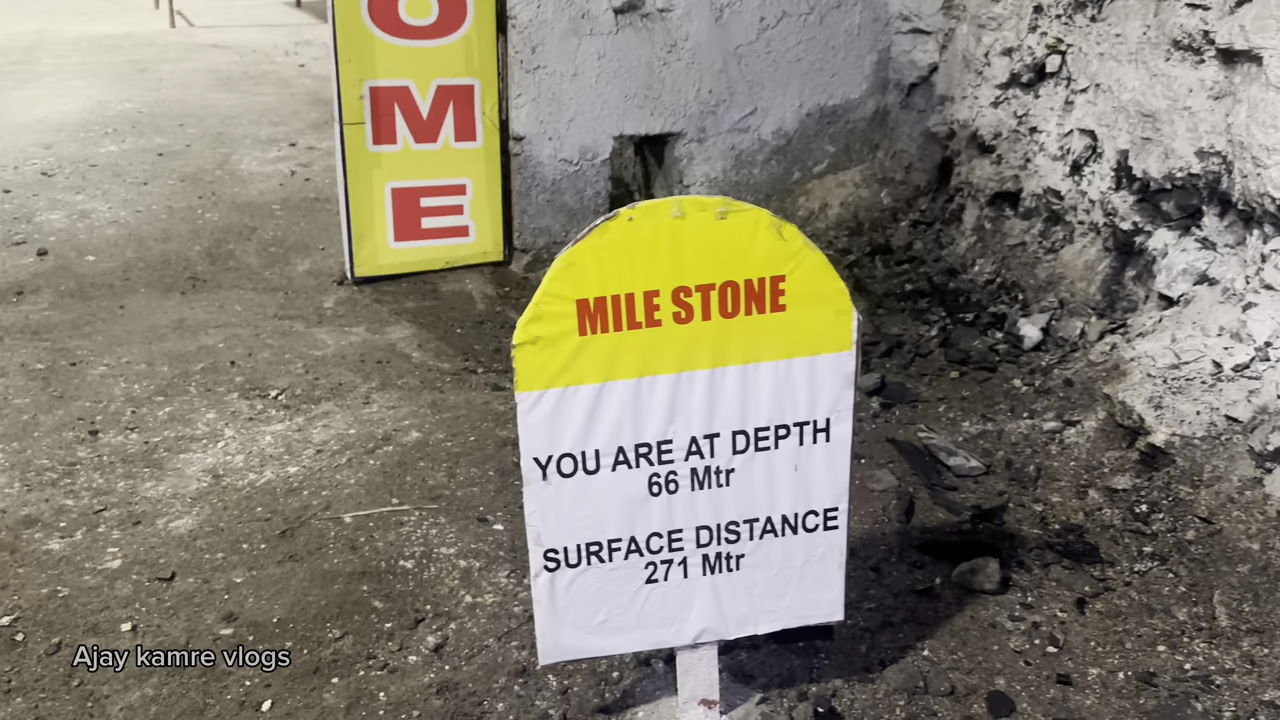 O
M
E
MILE STONE
YOU ARE AT DEPTH
66 Mtr
SURFACE DISTANCE
271 Mtr
Ajay kamre vlogs